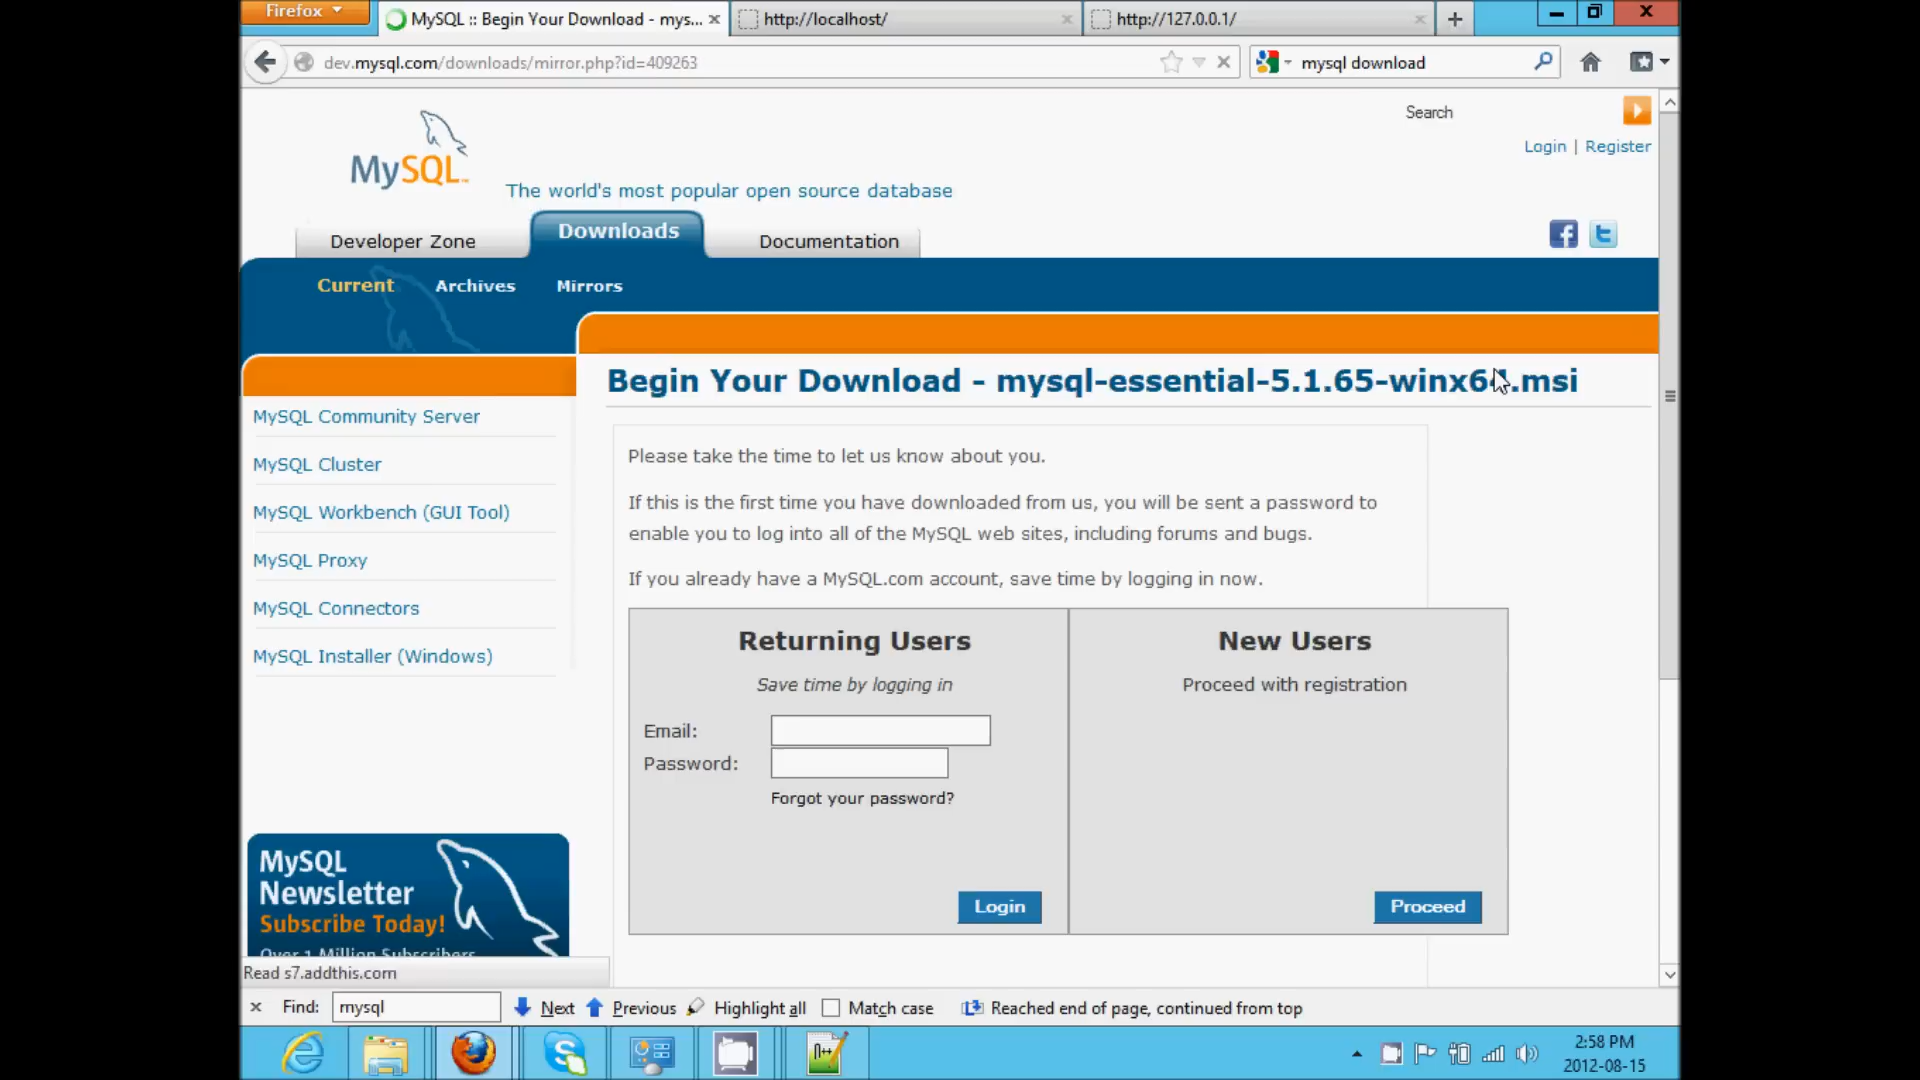 Firefox
MySQL :: Begin Your Download - mys...
http://localhost/
http://127.0.0.1/
dev.mysql.com/downloads/mirror.php?id=409263
mysql download
MySQL
The world's most popular open source database
Search
Login | Register
Developer Zone
Downloads
Documentation
Current
Archives
Mirrors
Begin Your Download - mysql-essential-5.1.65-winx64.msi
MySQL Community Server
MySQL Cluster
MySQL Workbench (GUI Tool)
MySQL Proxy
MySQL Connectors
MySQL Installer (Windows)
Please take the time to let us know about you.
If this is the first time you have downloaded from us, you will be sent a password to
enable you to log into all of the MySQL web sites, including forums and bugs.
If you already have a MySQL.com account, save time by logging in now.
Returning Users
Save time by logging in
Email:
Password:
Forgot your password?
Login
New Users
Proceed with registration
Proceed
MySQL
Newsletter
Subscribe Today!
Over 1 Million Subscribers
Read s7.addthis.com
Find: mysql Next Previous Highlight all Match case Reached end of page, continued from top
2:58 PM
2012-08-15